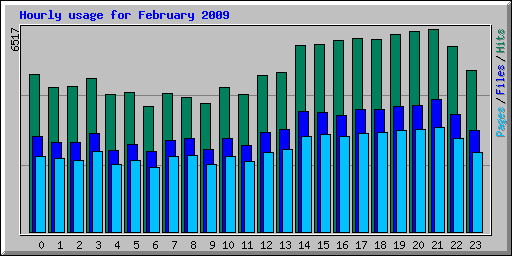 Hourly usage for February 2009
6517
Pages/Files/Hits
0 1 2 3 4 5 6 7 8 9 10 11 12 13 14 15 16 17 18 19 20 21 22 23